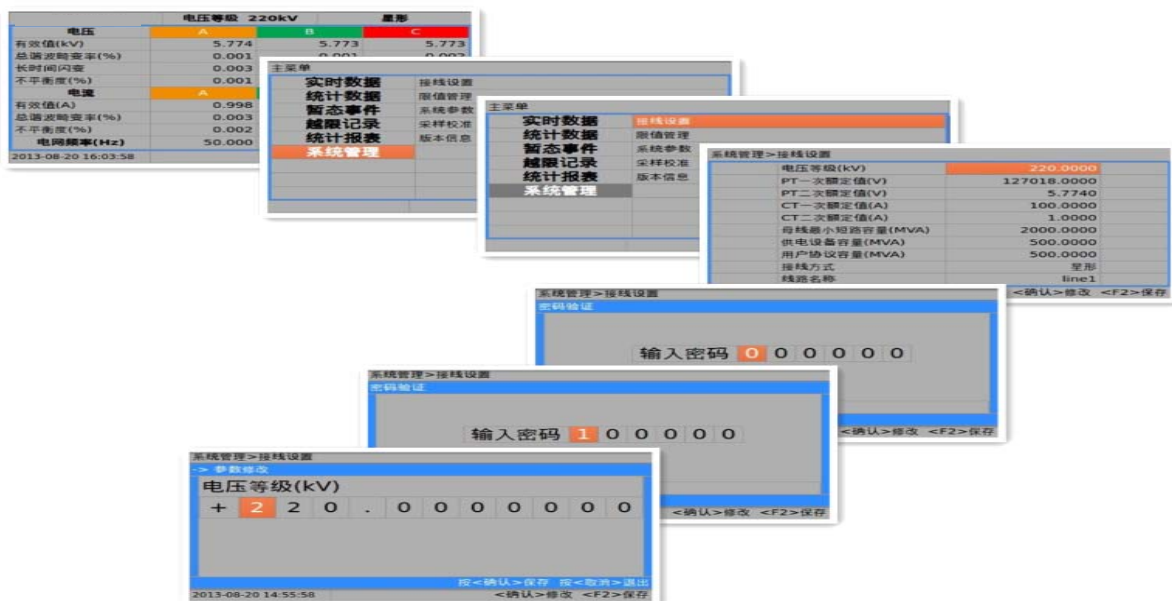 电压等级 220kV 星形
电压 A B C
有效值(kV) 5.774 5.773 5.773
总谐波畸变率(%) 0.001 0.001 0.002
长时间闪变 0.003
不平衡度(%) 0.001
电流 A
有效值(A) 0.998
总谐波畸变率(%) 0.003
不平衡度(%) 0.002
电网频率(Hz) 50.000
2013-08-20 16:03:58
主菜单
实时数据 接线设置
统计数据 限值管理
暂态事件 系统参数
越限记录 采样校准
统计报表 版本信息
系统管理
主菜单
实时数据 接线设置
统计数据 限值管理
暂态事件 系统参数
越限记录 采样校准
统计报表 版本信息
系统管理
系统管理>接线设置
电压等级(kV) 220.0000
PT一次额定值(V) 127018.0000
PT二次额定值(V) 5.7740
CT一次额定值(A) 100.0000
CT二次额定值(A) 1.0000
母线最小短路容量(MVA) 2000.0000
供电设备容量(MVA) 500.0000
用户协议容量(MVA) 500.0000
接线方式 星形
线路名称 line1
<确认>修改 <F2>保存
系统管理>接线设置
密码验证
输入密码 0 0 0 0 0 0
<确认>修改 <F2>保存
系统管理>接线设置
密码验证
输入密码 1 0 0 0 0 0
<确认>修改 <F2>保存
系统管理>接线设置
-> 参数修改
电压等级(kV)
+ 2 2 0 . 0 0 0 0 0 0 0
按<确认>保存 按<取消>退出
2013-08-20 14:55:58 <确认>修改 <F2>保存